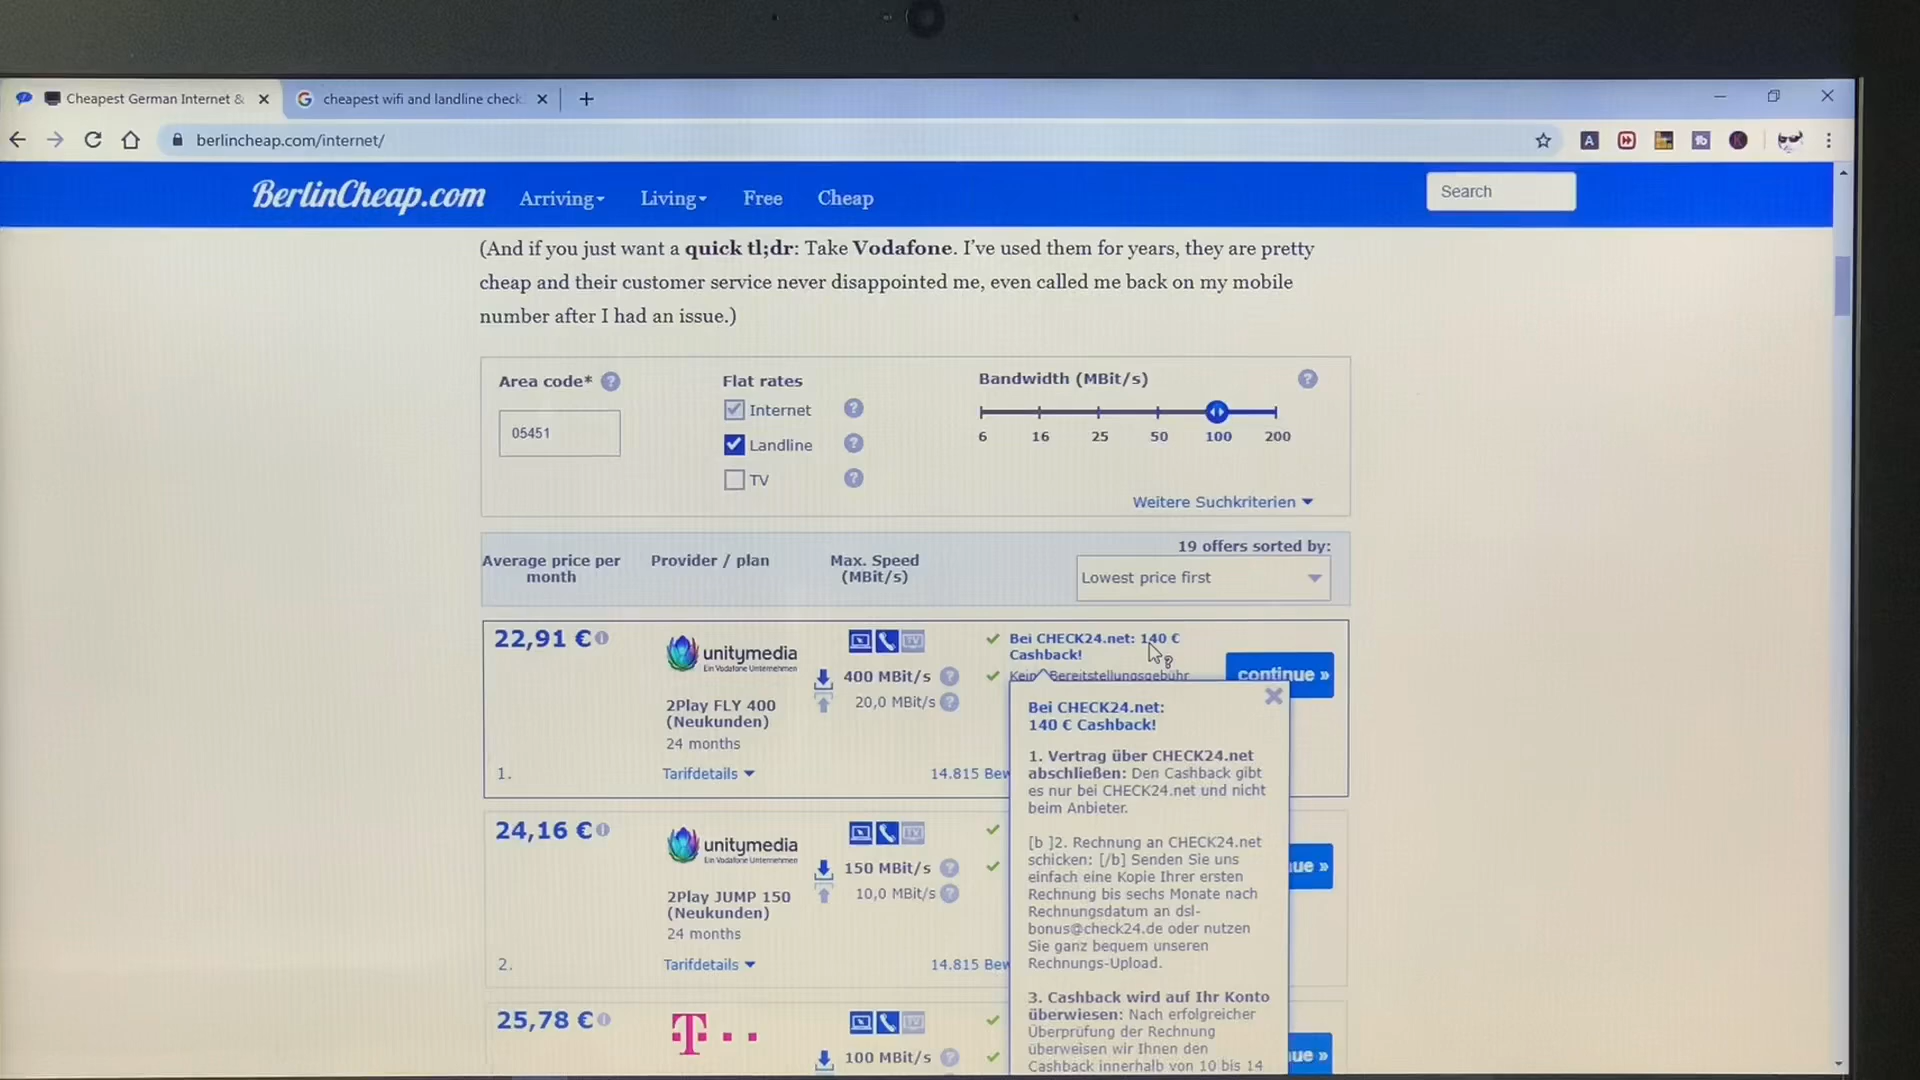 Cheapest German Internet &
cheapest wifi and landline check
berlincheap.com/internet/
BerlinCheap.com
Arriving
Living
Free
Cheap
Search
(And if you just want a quick tl;dr: Take Vodafone. I've used them for years, they are pretty
cheap and their customer service never disappointed me, even called me back on my mobile
number after I had an issue.)
Area code*
Flat rates
Bandwidth (MBit/s)
05451
Internet
Landline
TV
6 16 25 50 100 200
Weitere Suchkriterien
Average price per
month
Provider / plan
Max. Speed
(MBit/s)
19 offers sorted by:
Lowest price first
22,91 €
unitymedia
Ein Vodafone Unternehmen
2Play FLY 400
(Neukunden)
24 months
1.
Tarifdetails
TV
400 MBit/s
20,0 MBit/s
14.815 Bew
Bei CHECK24.net: 140 €
Cashback!
Kein Bereitstellungsgebühr
continue »
Bei CHECK24.net:
140 € Cashback!
1. Vertrag über CHECK24.net
abschließen: Den Cashback gibt
es nur bei CHECK24.net und nicht
beim Anbieter.
[b ]2. Rechnung an CHECK24.net
schicken: [/b] Senden Sie uns
einfach eine Kopie Ihrer ersten
Rechnung bis sechs Monate nach
Rechnungsdatum an dsl-
bonus@check24.de oder nutzen
Sie ganz bequem unseren
Rechnungs-Upload.
3. Cashback wird auf Ihr Konto
überwiesen: Nach erfolgreicher
Überprüfung der Rechnung
überweisen wir Ihnen den
Cashback innerhalb von 10 bis 14
24,16 €
unitymedia
Ein Vodafone Unternehmen
2Play JUMP 150
(Neukunden)
24 months
2.
Tarifdetails
TV
150 MBit/s
10,0 MBit/s
14.815 Bew
ue »
25,78 €
T
TV
100 MBit/s
ue »